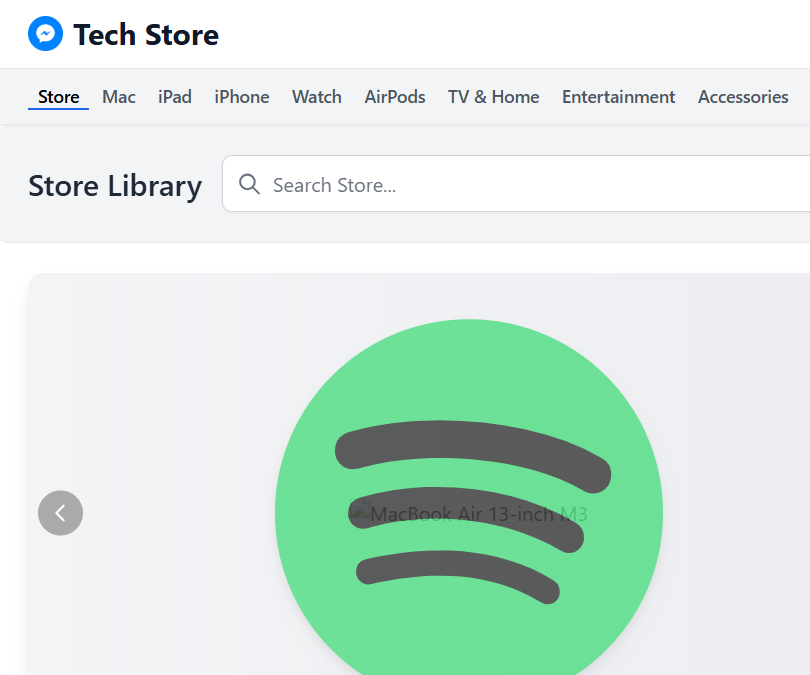 Tech Store
Store Mac iPad iPhone Watch AirPods TV & Home Entertainment Accessories
Store Library
Search Store...
MacBook Air 13-inch M3